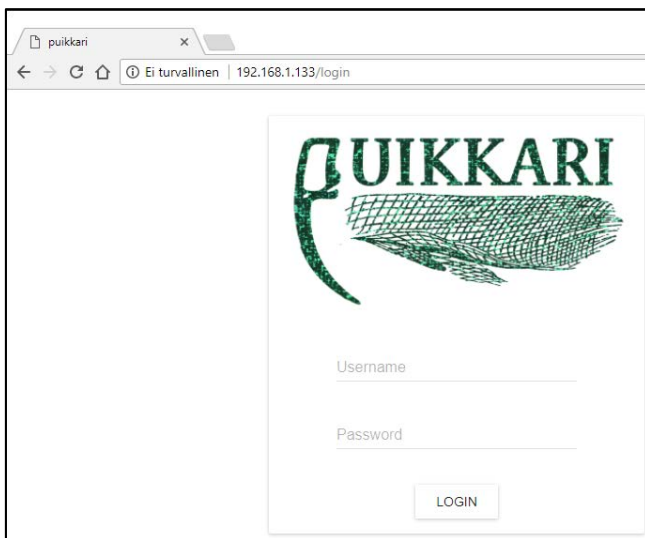 puikkari
Ei turvallinen | 192.168.1.133/login
PUIKKARI
Username
Password
LOGIN